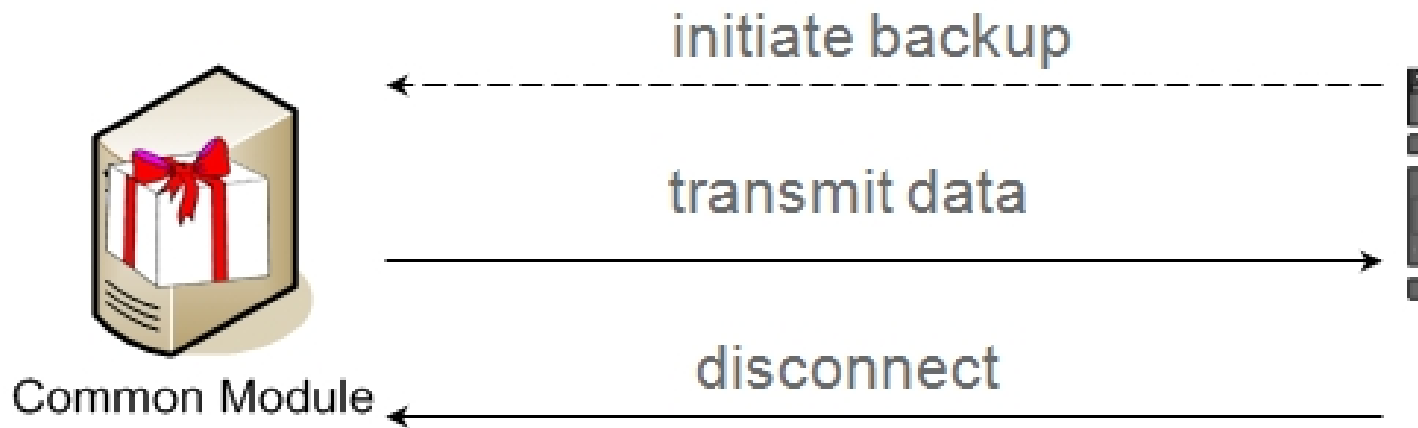 initiate backup
transmit data
disconnect
Common Module